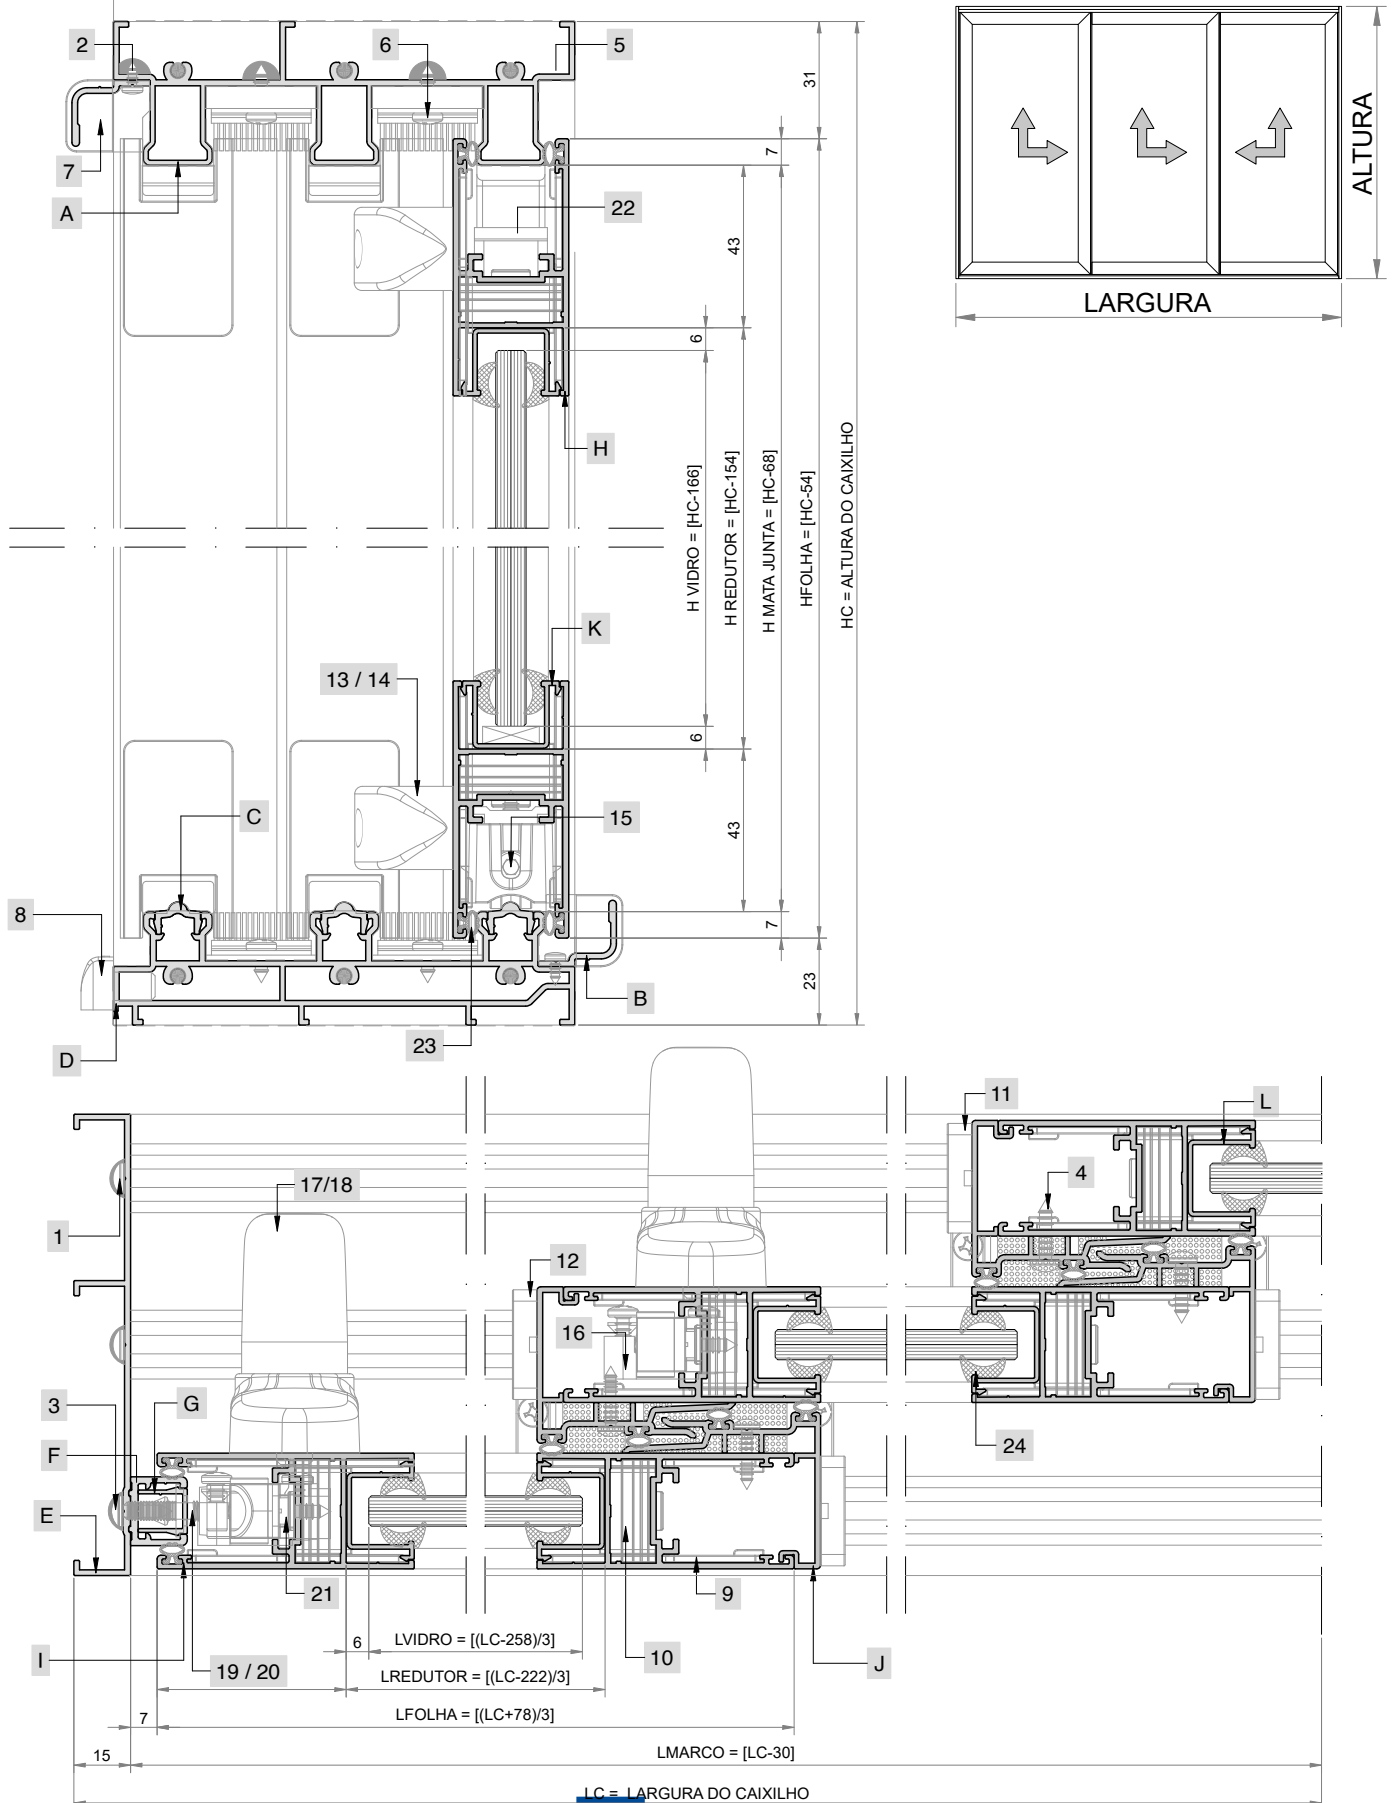 2
6
5
7
A
22
31
7
43
6
H
H VIDRO = [HC-166]
H REDUTOR = [HC-154]
H MATA JUNTA = [HC-68]
HFOLHA = [HC-54]
HC = ALTURA DO CAIXILHO
K
13 / 14
6
C
15
43
8
7
23
B
D
23
ALTURA
LARGURA
11
L
17/18
4
1
12
16
3
G
F
24
E
21
9
6
LVIDRO = [(LC-258)/3]
10
I
19 / 20
LREDUTOR = [(LC-222)/3]
J
7
LFOLHA = [(LC+78)/3]
15
LMARCO = [LC-30]
LC = LARGURA DO CAIXILHO